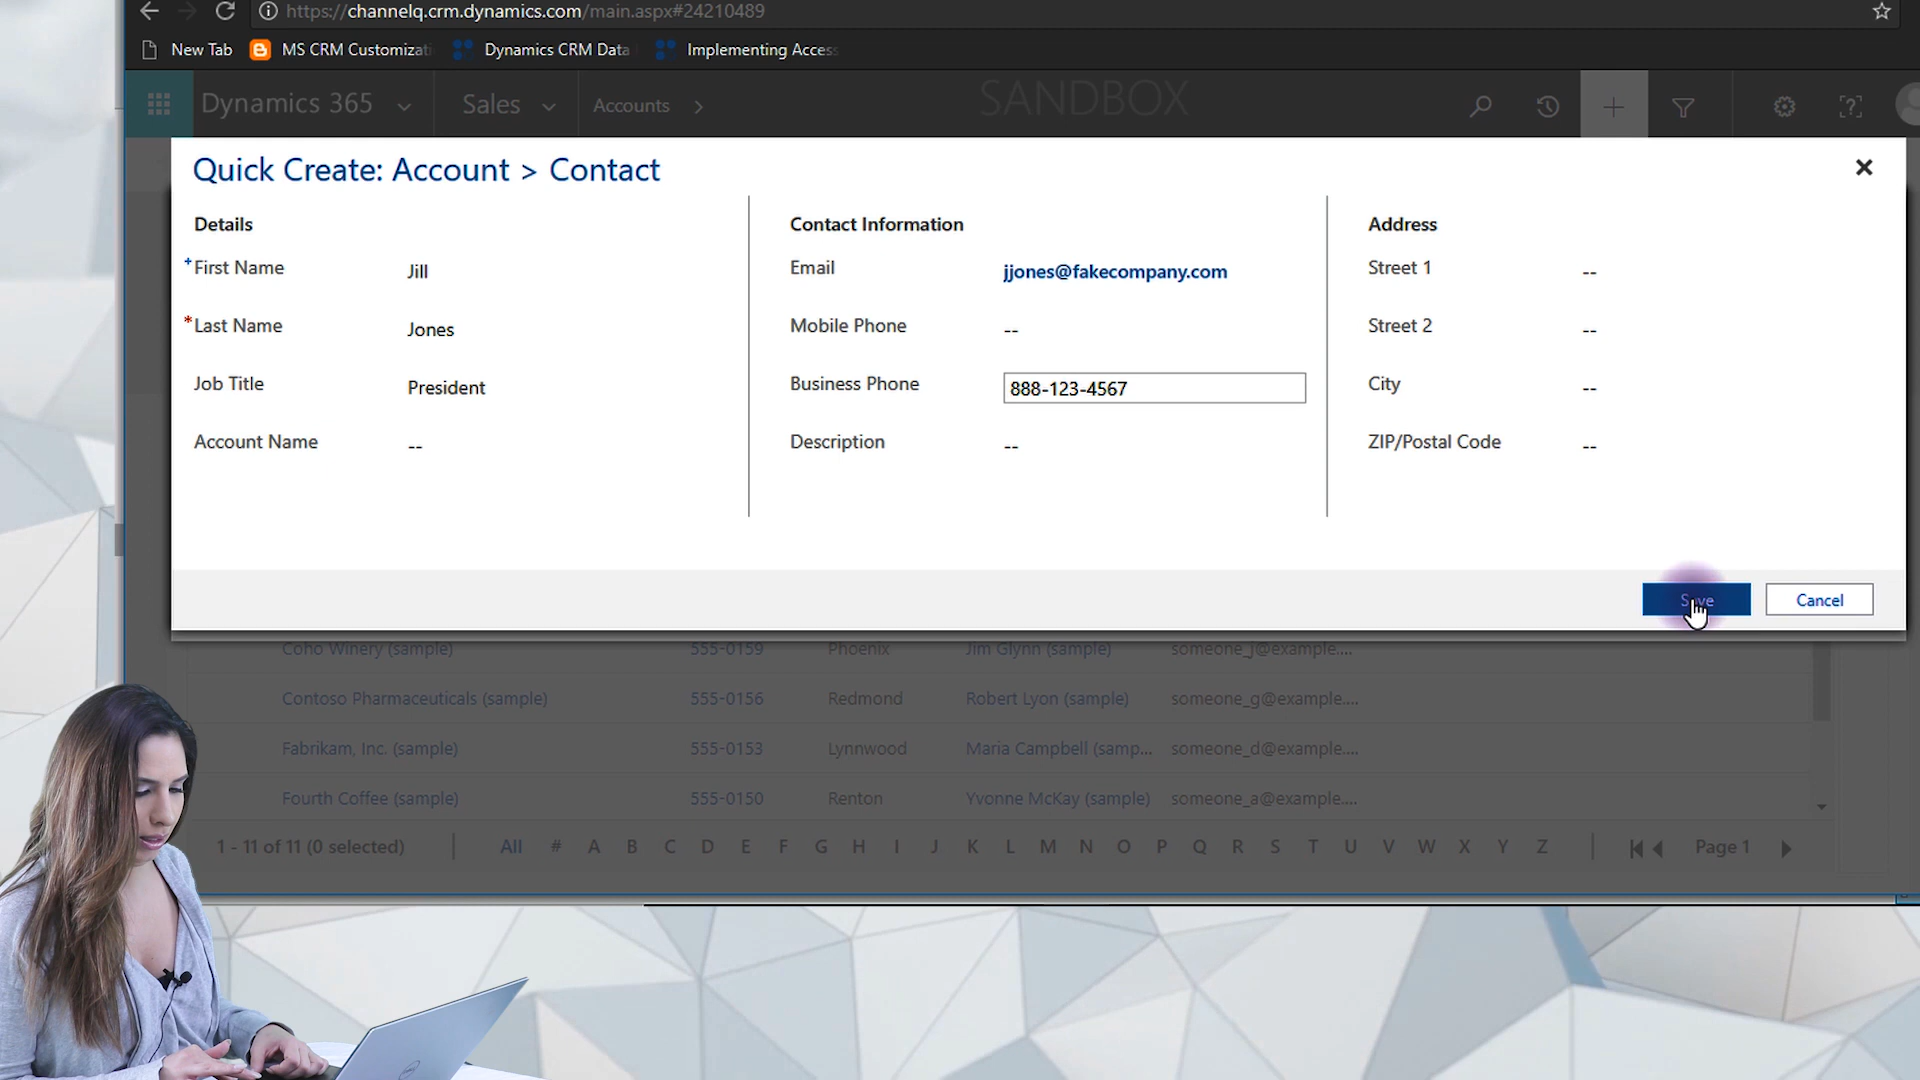 https://channelq.crm.dynamics.com/main.aspx#24210489
New Tab MS CRM Customizati Dynamics CRM Data Implementing Access
Dynamics 365 Sales Accounts SANDBOX
Quick Create: Account > Contact
Details
*First Name Jill
*Last Name Jones
Job Title President
Account Name --
Contact Information
Email jjones@fakecompany.com
Mobile Phone --
Business Phone 888-123-4567
Description --
Address
Street 1 --
Street 2 --
City --
ZIP/Postal Code --
Save Cancel
Coho Winery (sample) 555-0159 Phoenix Jim Glynn (sample) someone_j@example....
Contoso Pharmaceuticals (sample) 555-0156 Redmond Robert Lyon (sample) someone_g@example....
Fabrikam, Inc. (sample) 555-0153 Lynnwood Maria Campbell (samp... someone_d@example....
Fourth Coffee (sample) 555-0150 Renton Yvonne McKay (sample) someone_a@example....
1 - 11 of 11 (0 selected) All # A B C D E F G H I J K L M N O P Q R S T U V W X Y Z Page 1
DELL